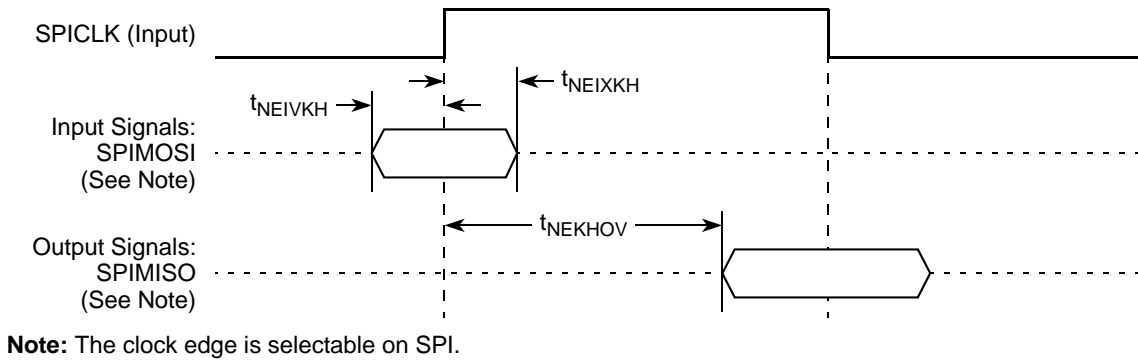 SPICLK (Input)
tNEIXKH
tNEIVKH
Input Signals:
SPIMOSI
(See Note)
tNEKHOV
Output Signals:
SPIMISO
(See Note)
Note: The clock edge is selectable on SPI.